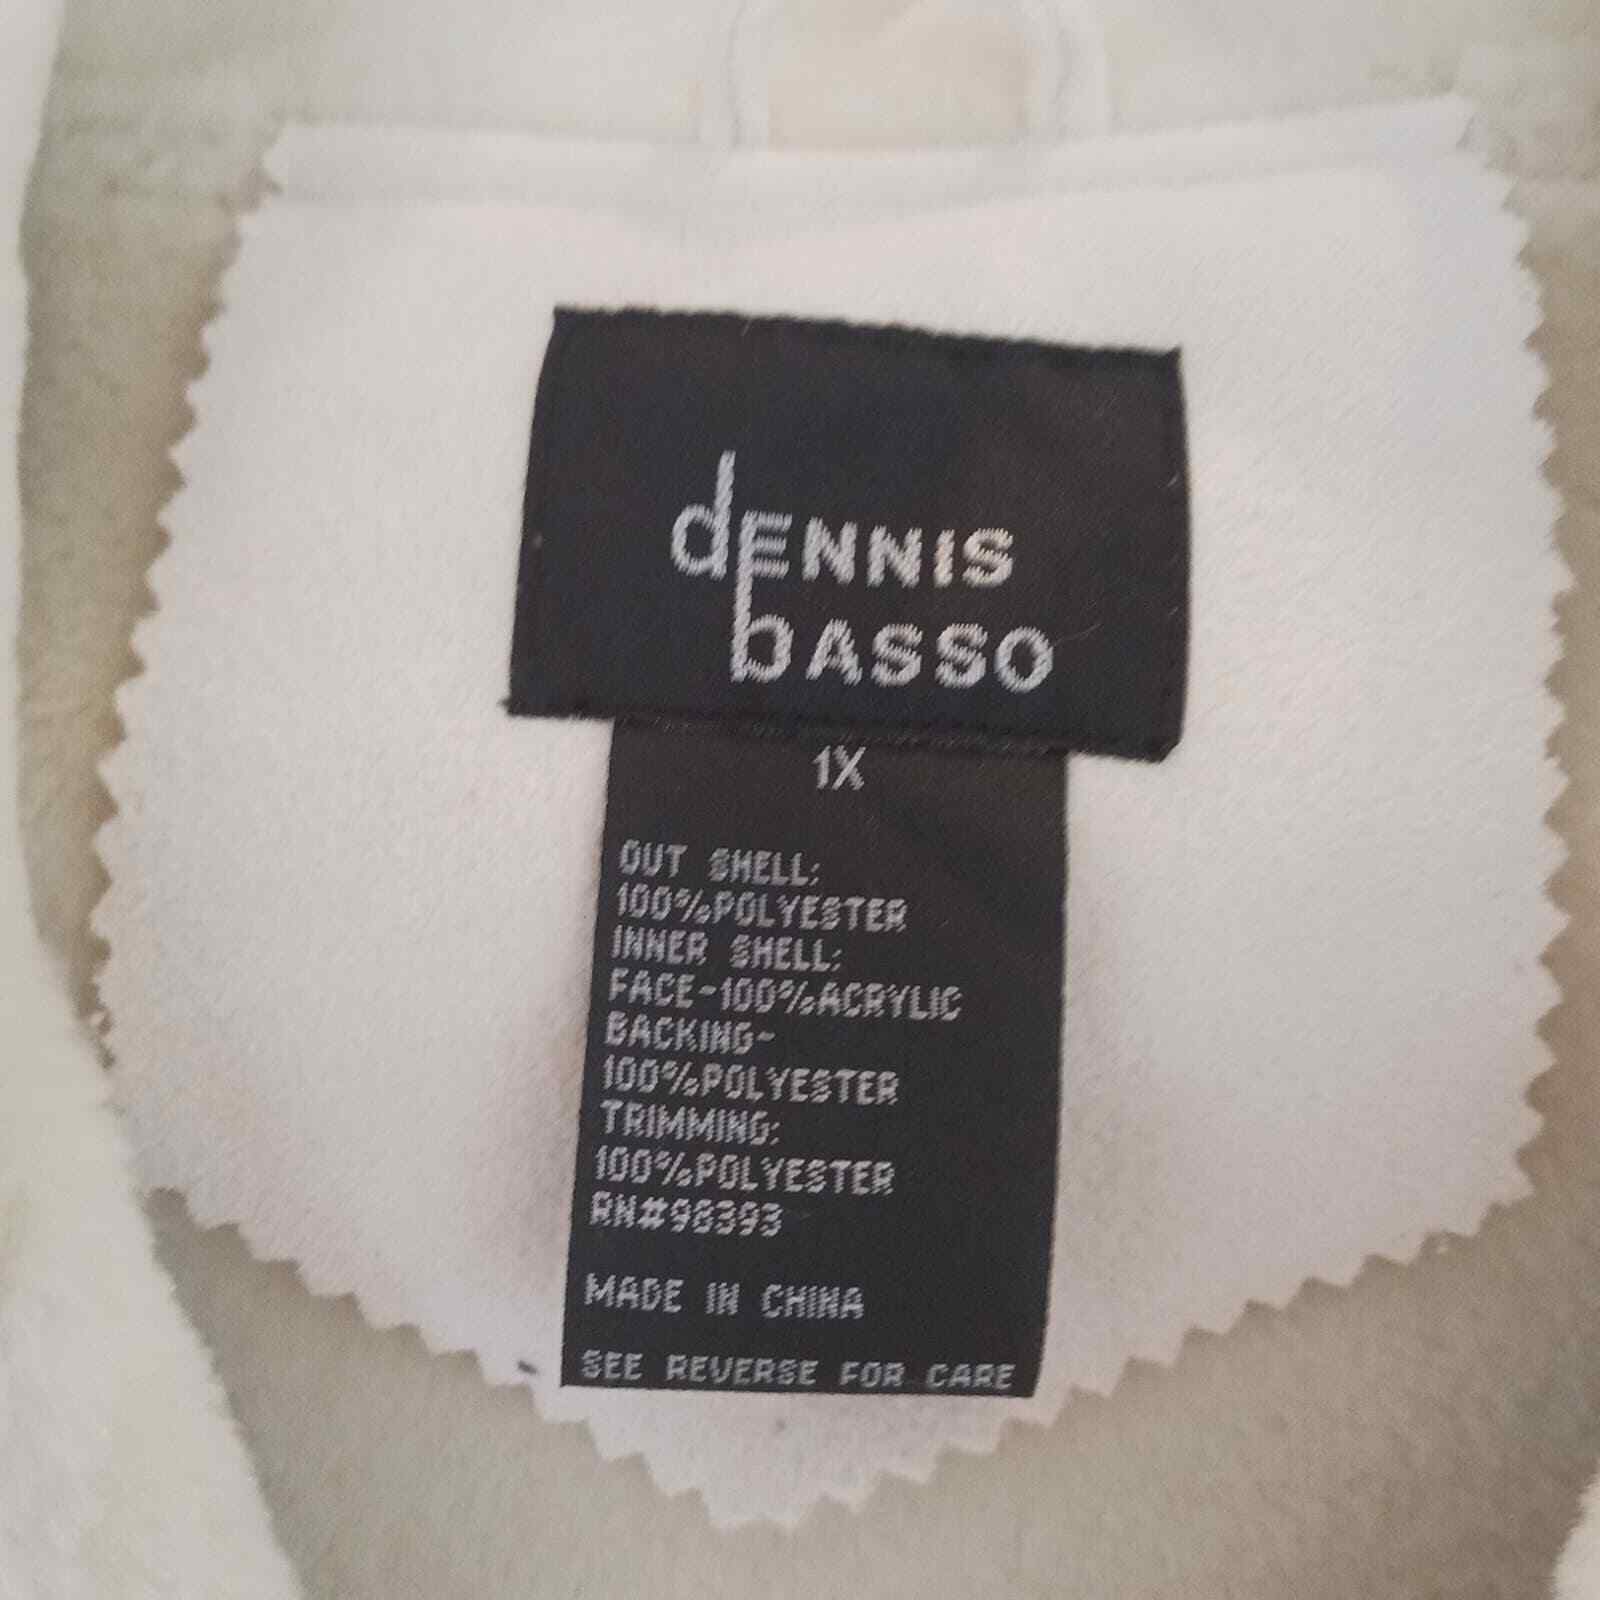 dENNIS
bASSO
1X
OUT SHELL:
100%POLYESTER
INNER SHELL:
FACE-100%ACRYLIC
BACKING-
100%POLYESTER
TRIMMING:
100%POLYESTER
RN#98393
MADE IN CHINA
SEE REVERSE FOR CARE